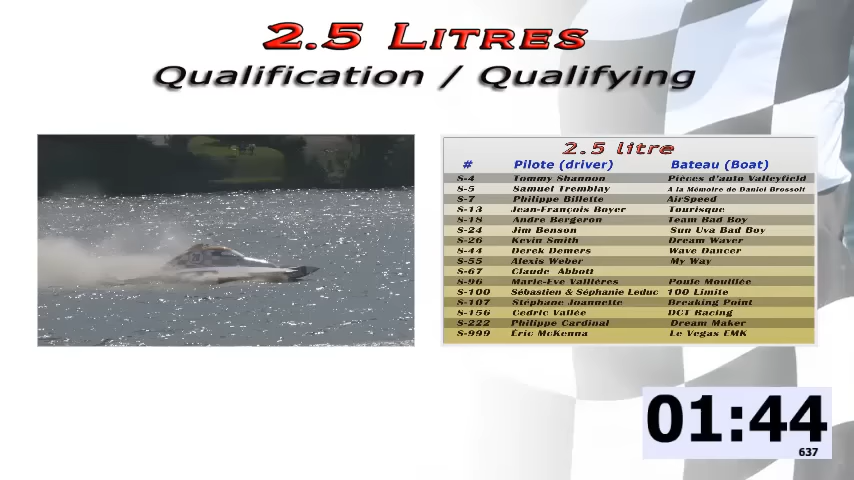 2.5 Litres
Qualification / Qualifying
2.5 litre
# Pilote (driver) Bateau (Boat)
S-4 Tommy Shannon Pièces d'auto Valleyfield
S-5 Samuel Tremblay A la Mémoire de Daniel Brossoit
S-7 Philippe Billette AirSpeed
S-13 Jean-François Boyer Tourisque
S-18 Andre Bergeron Team Bad Boy
S-24 Jim Benson Sun Uva Bad Boy
S-26 Kevin Smith Dream Waver
S-44 Derek Demers Wave Dancer
S-55 Alexis Weber My Way
S-67 Claude Abbott
S-96 Marie-Eve Vallières Poule Mouillée
S-100 Sébastien & Séphanie Leduc 100 Limite
S-107 Stéphane Joannette Breaking Point
S-156 Cedric Vallée DCT Racing
S-222 Philippe Cardinal Dream Maker
S-999 Éric McKenna Le Vegas EMK
01:44
637